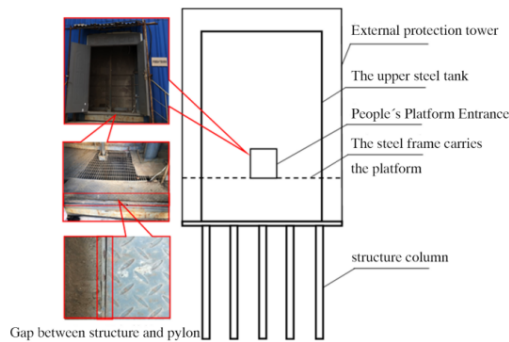 External protection tower
The upper steel tank
People´s Platform Entrance
The steel frame carries
the platform
structure column
Gap between structure and pylon